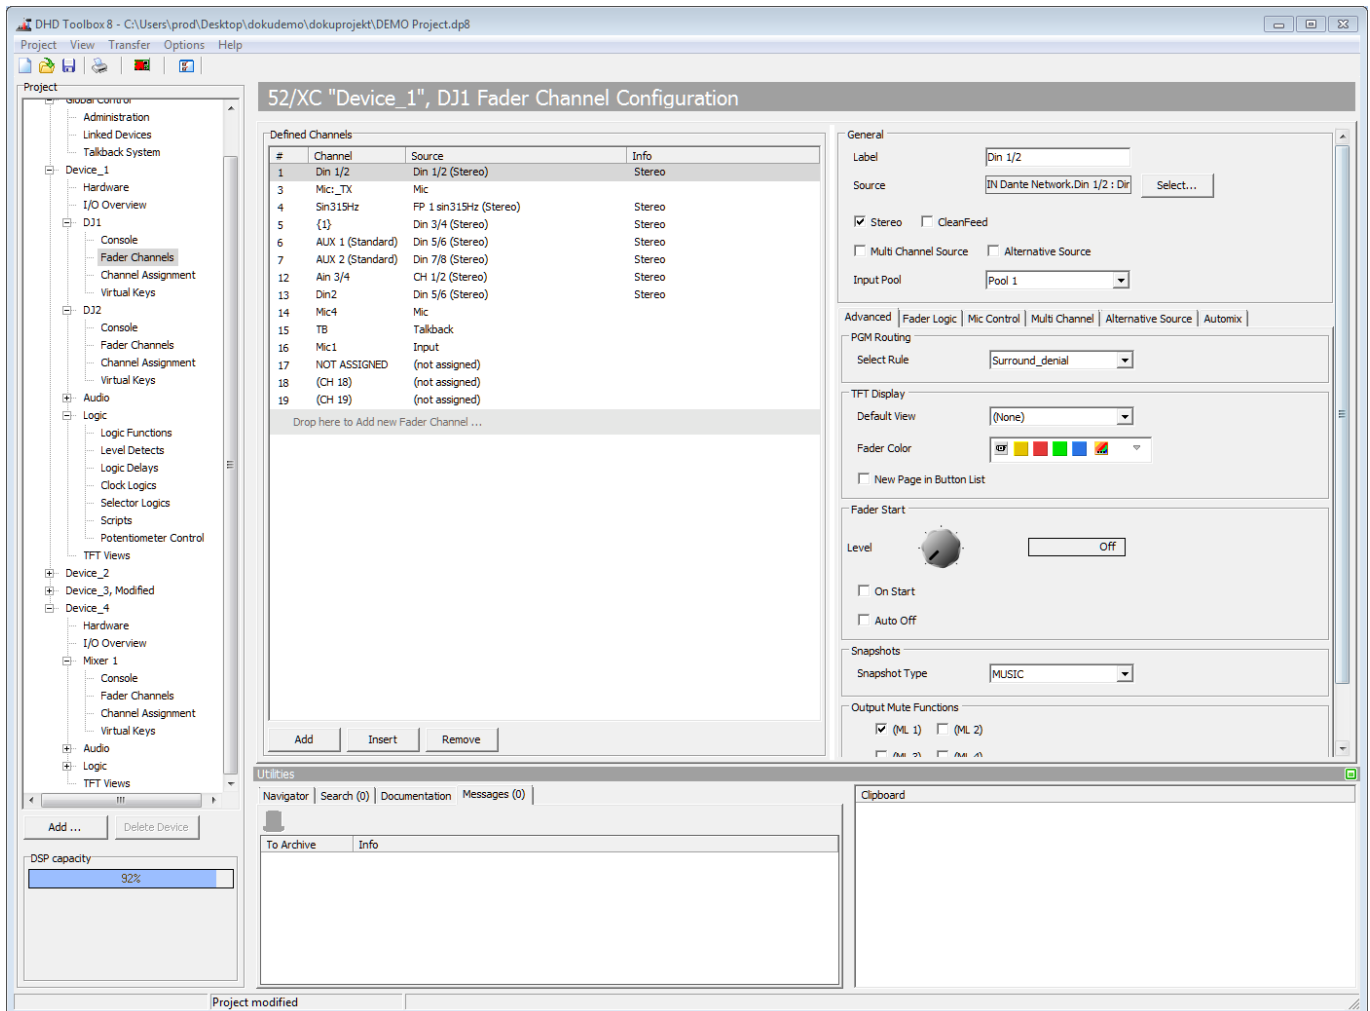 DHD Toolbox 8 - C:\Users\prod\Desktop\dokudemo\dokuprojekt\DEMO Project.dp8
Project View Transfer Options Help
Project
Global Control
Administration
Linked Devices
Talkback System
Device_1
Hardware
I/O Overview
DJ1
Console
Fader Channels
Channel Assignment
Virtual Keys
DJ2
Console
Fader Channels
Channel Assignment
Virtual Keys
Audio
Logic
Logic Functions
Level Detects
Logic Delays
Clock Logics
Selector Logics
Scripts
Potentiometer Control
TFT Views
Device_2
Device_3, Modified
Device_4
Hardware
I/O Overview
Mixer 1
Console
Fader Channels
Channel Assignment
Virtual Keys
Audio
Logic
TFT Views
Add ... Delete Device
DSP capacity
92%
52/XC "Device_1", DJ1 Fader Channel Configuration
Defined Channels
# Channel Source Info
1 Din 1/2 Din 1/2 (Stereo) Stereo
3 Mic:_TX Mic
4 Sin315Hz FP 1 sin315Hz (Stereo) Stereo
5 {1} Din 3/4 (Stereo) Stereo
6 AUX 1 (Standard) Din 5/6 (Stereo) Stereo
7 AUX 2 (Standard) Din 7/8 (Stereo) Stereo
12 Ain 3/4 CH 1/2 (Stereo) Stereo
13 Din2 Din 5/6 (Stereo) Stereo
14 Mic4 Mic
15 TB Talkback
16 Mic1 Input
17 NOT ASSIGNED (not assigned)
18 (CH 18) (not assigned)
19 (CH 19) (not assigned)
Drop here to Add new Fader Channel ...
Add Insert Remove
General
Label Din 1/2
Source IN Dante Network.Din 1/2 : Dir Select...
Stereo CleanFeed
Multi Channel Source Alternative Source
Input Pool Pool 1
Advanced Fader Logic Mic Control Multi Channel Alternative Source Automix
PGM Routing
Select Rule Surround_denial
TFT Display
Default View (None)
Fader Color
New Page in Button List
Fader Start
Level Off
On Start
Auto Off
Snapshots
Snapshot Type MUSIC
Output Mute Functions
(ML 1) (ML 2)
(ML 3) (ML 4)
Utilities
Navigator Search (0) Documentation Messages (0)
To Archive Info
Clipboard
Project modified